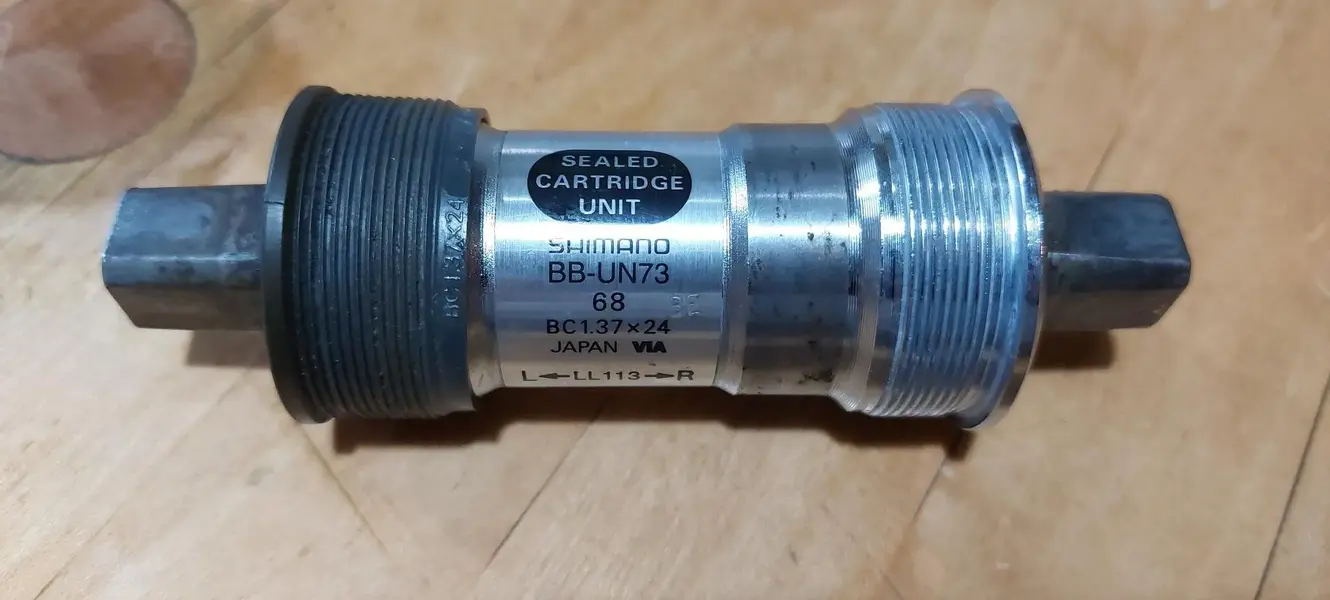 SEALED
CARTRIDGE
UNIT
SHIMANO
BB-UN73
68
BC1.37×24
JAPAN VIA
L←LL113→R
BC1.37×24